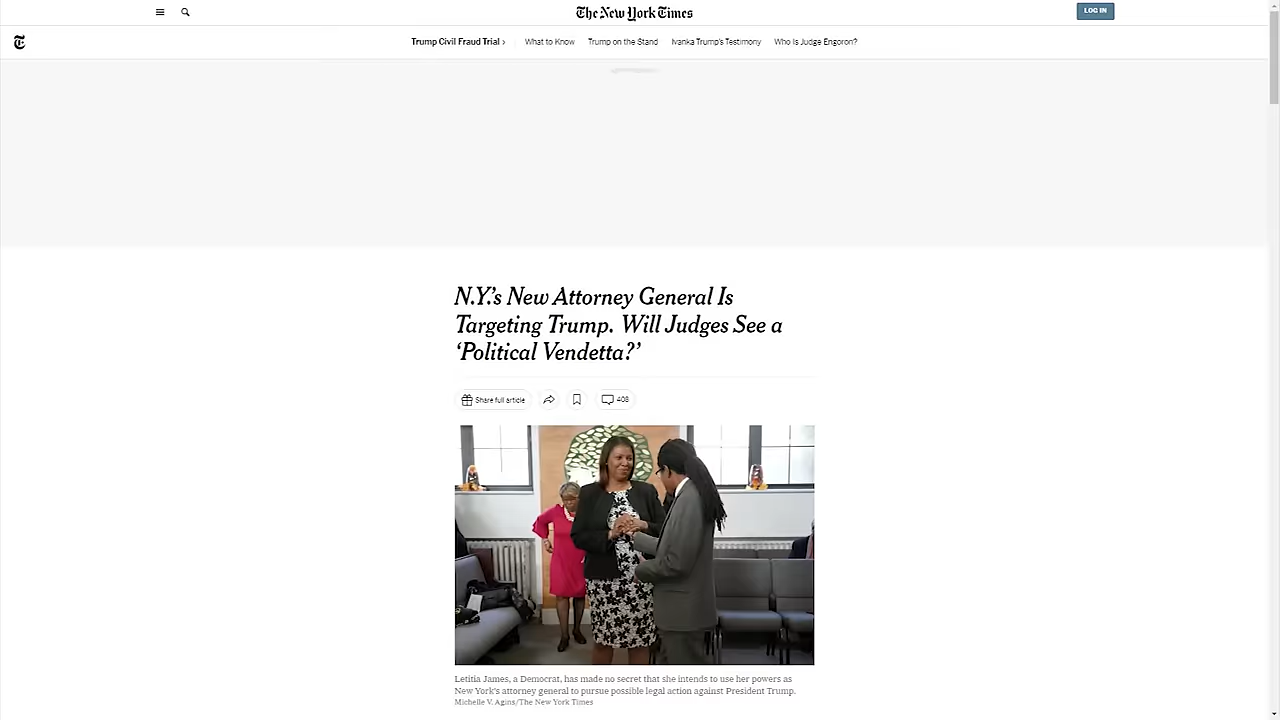 The New York Times
LOG IN
Trump Civil Fraud Trial ›
What to Know
Trump on the Stand
Ivanka Trump's Testimony
Who Is Judge Engoron?
N.Y.'s New Attorney General Is
Targeting Trump. Will Judges See a
‘Political Vendetta?’
Share full article
408
Letitia James, a Democrat, has made no secret that she intends to use her powers as
New York's attorney general to pursue possible legal action against President Trump.
Michelle V. Agins/The New York Times